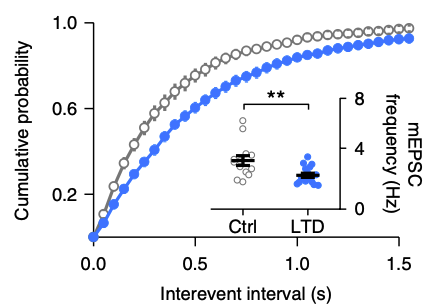 1.0
0.6
0.2
Cumulative probability
0.0
0.5
1.0
1.5
Interevent interval (s)
**
8
4
0
mEPSC
frequency (Hz)
Ctrl
LTD